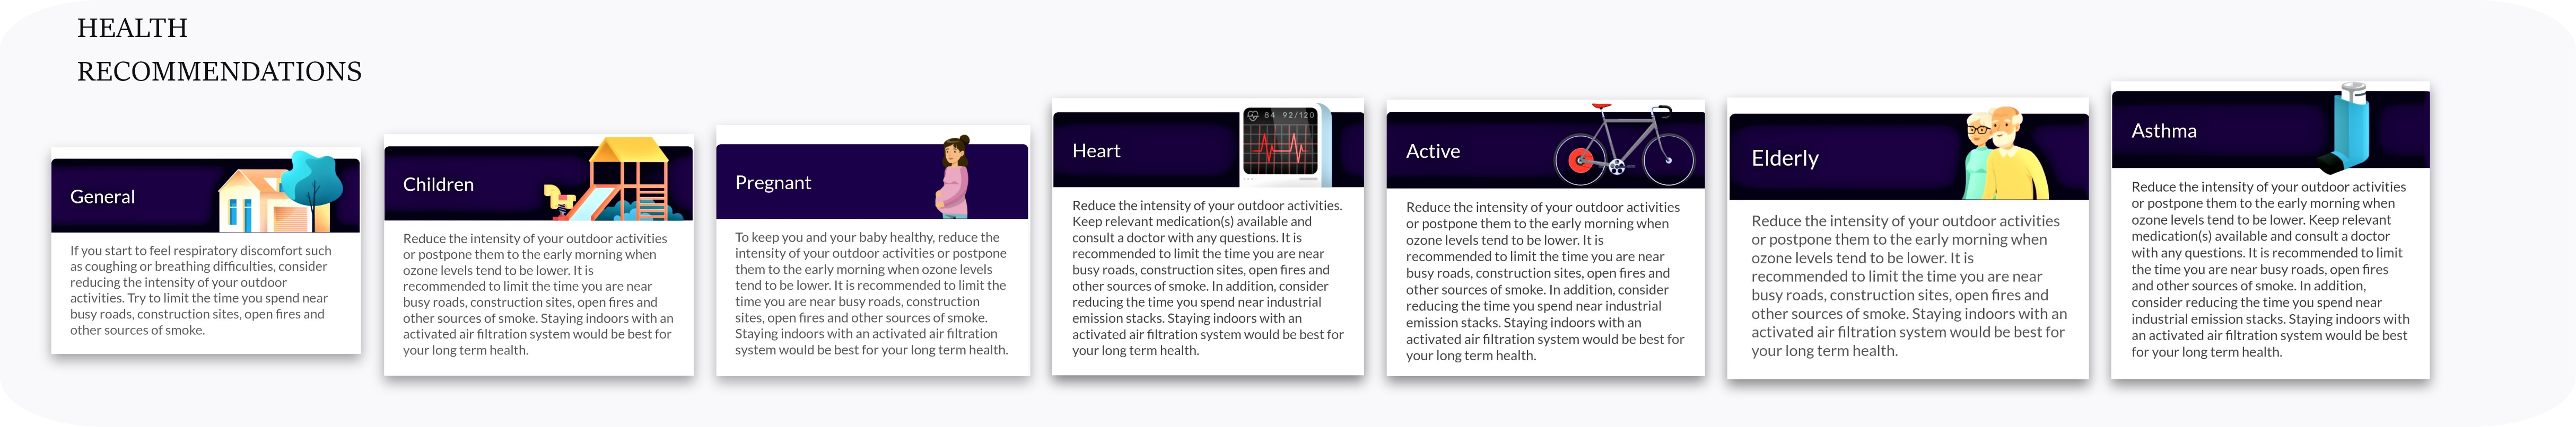 HEALTH
RECOMMENDATIONS
General
If you start to feel respiratory discomfort such
as coughing or breathing difficulties, consider
reducing the intensity of your outdoor
activities. Try to limit the time you spend near
busy roads, construction sites, open fires and
other sources of smoke.
Children
Reduce the intensity of your outdoor activities
or postpone them to the early morning when
ozone levels tend to be lower. It is
recommended to limit the time you are near
busy roads, construction sites, open fires and
other sources of smoke. Staying indoors with an
activated air filtration system would be best for
your long term health.
Pregnant
To keep you and your baby healthy, reduce the
intensity of your outdoor activities or postpone
them to the early morning when ozone levels
tend to be lower. It is recommended to limit the
time you are near busy roads, construction
sites, open fires and other sources of smoke.
Staying indoors with an activated air filtration
system would be best for your long term health.
Heart
84 92/120
Reduce the intensity of your outdoor activities.
Keep relevant medication(s) available and
consult a doctor with any questions. It is
recommended to limit the time you are near
busy roads, construction sites, open fires and
other sources of smoke. In addition, consider
reducing the time you spend near industrial
emission stacks. Staying indoors with an
activated air filtration system would be best for
your long term health.
Active
Reduce the intensity of your outdoor activities
or postpone them to the early morning when
ozone levels tend to be lower. It is
recommended to limit the time you are near
busy roads, construction sites, open fires and
other sources of smoke. In addition, consider
reducing the time you spend near industrial
emission stacks. Staying indoors with an
activated air filtration system would be best for
your long term health.
Elderly
Reduce the intensity of your outdoor activities
or postpone them to the early morning when
ozone levels tend to be lower. It is
recommended to limit the time you are near
busy roads, construction sites, open fires and
other sources of smoke. Staying indoors with an
activated air filtration system would be best for
your long term health.
Asthma
Reduce the intensity of your outdoor activities
or postpone them to the early morning when
ozone levels tend to be lower. Keep relevant
medication(s) available and consult a doctor
with any questions. It is recommended to limit
the time you are near busy roads, open fires
and other sources of smoke. In addition,
consider reducing the time you spend near
industrial emission stacks. Staying indoors with
an activated air filtration system would be best
for your long term health.